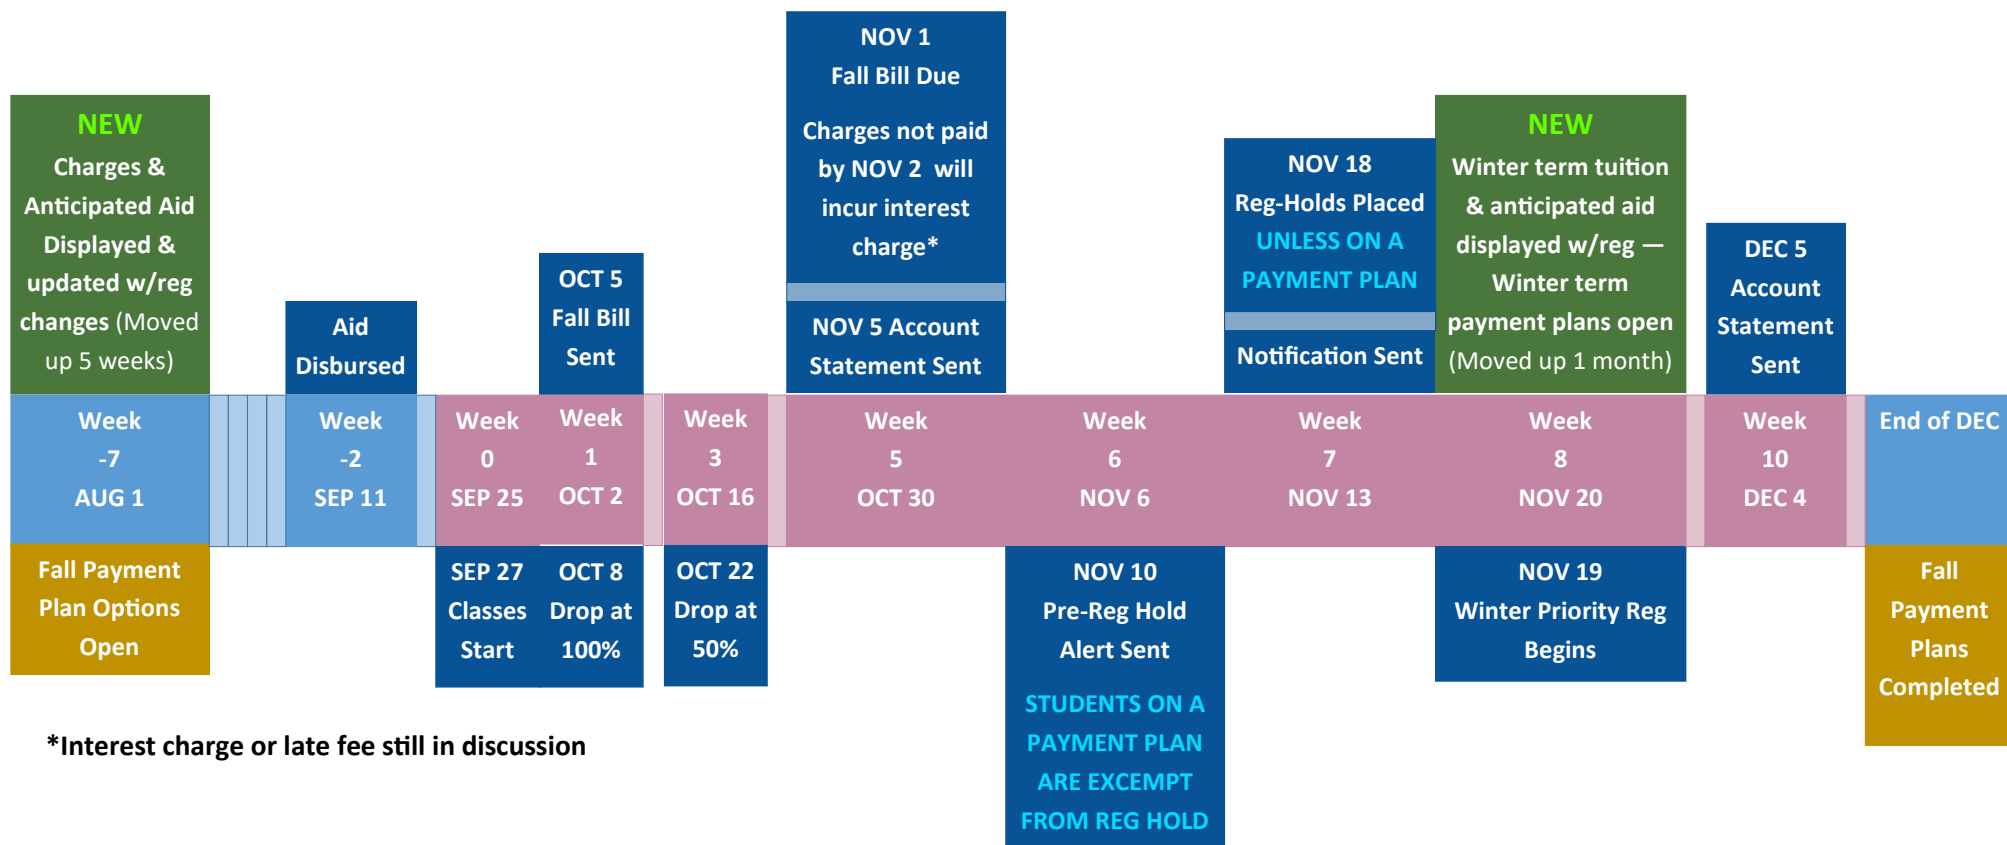 NEW
Charges &
Anticipated Aid
Displayed &
updated w/reg
changes (Moved
up 5 weeks)
Aid
Disbursed
OCT 5
Fall Bill
Sent
NOV 1
Fall Bill Due
Charges not paid
by NOV 2 will
incur interest
charge*
NOV 5 Account
Statement Sent
NOV 18
Reg-Holds Placed
UNLESS ON A
PAYMENT PLAN
Notification Sent
NEW
Winter term tuition
& anticipated aid
displayed w/reg —
Winter term
payment plans open
(Moved up 1 month)
DEC 5
Account
Statement
Sent
Week
-7
AUG 1
Week
-2
SEP 11
Week
0
SEP 25
Week
1
OCT 2
Week
3
OCT 16
Week
5
OCT 30
Week
6
NOV 6
Week
7
NOV 13
Week
8
NOV 20
Week
10
DEC 4
End of DEC
Fall Payment
Plan Options
Open
SEP 27
Classes
Start
OCT 8
Drop at
100%
OCT 22
Drop at
50%
NOV 10
Pre-Reg Hold
Alert Sent
STUDENTS ON A
PAYMENT PLAN
ARE EXCEMPT
FROM REG HOLD
NOV 19
Winter Priority Reg
Begins
Fall
Payment
Plans
Completed
*Interest charge or late fee still in discussion